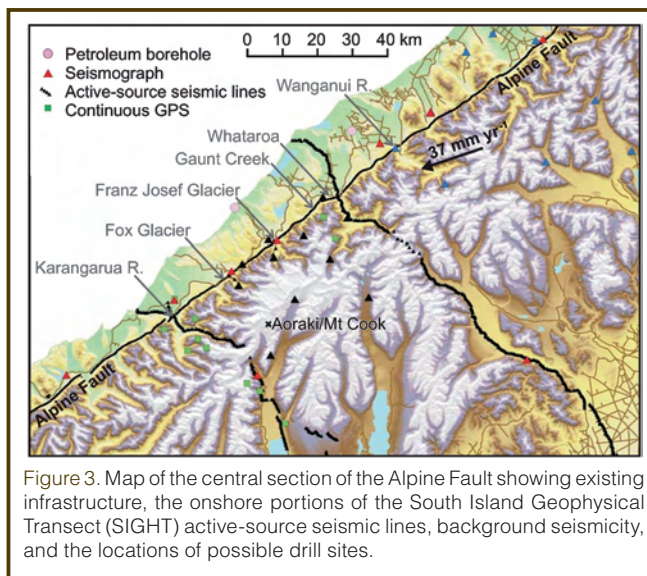 Petroleum borehole
Seismograph
Active-source seismic lines
Continuous GPS
0 10 20 30 40 km
Wanganui R.
Alpine Fault
37 mm yr⁻¹
Whataroa
Gaunt Creek
Franz Josef Glacier
Fox Glacier
Karangarua R.
Aoraki/Mt Cook
Alpine Fault
Figure 3. Map of the central section of the Alpine Fault showing existing
infrastructure, the onshore portions of the South Island Geophysical
Transect (SIGHT) active-source seismic lines, background seismicity,
and the locations of possible drill sites.